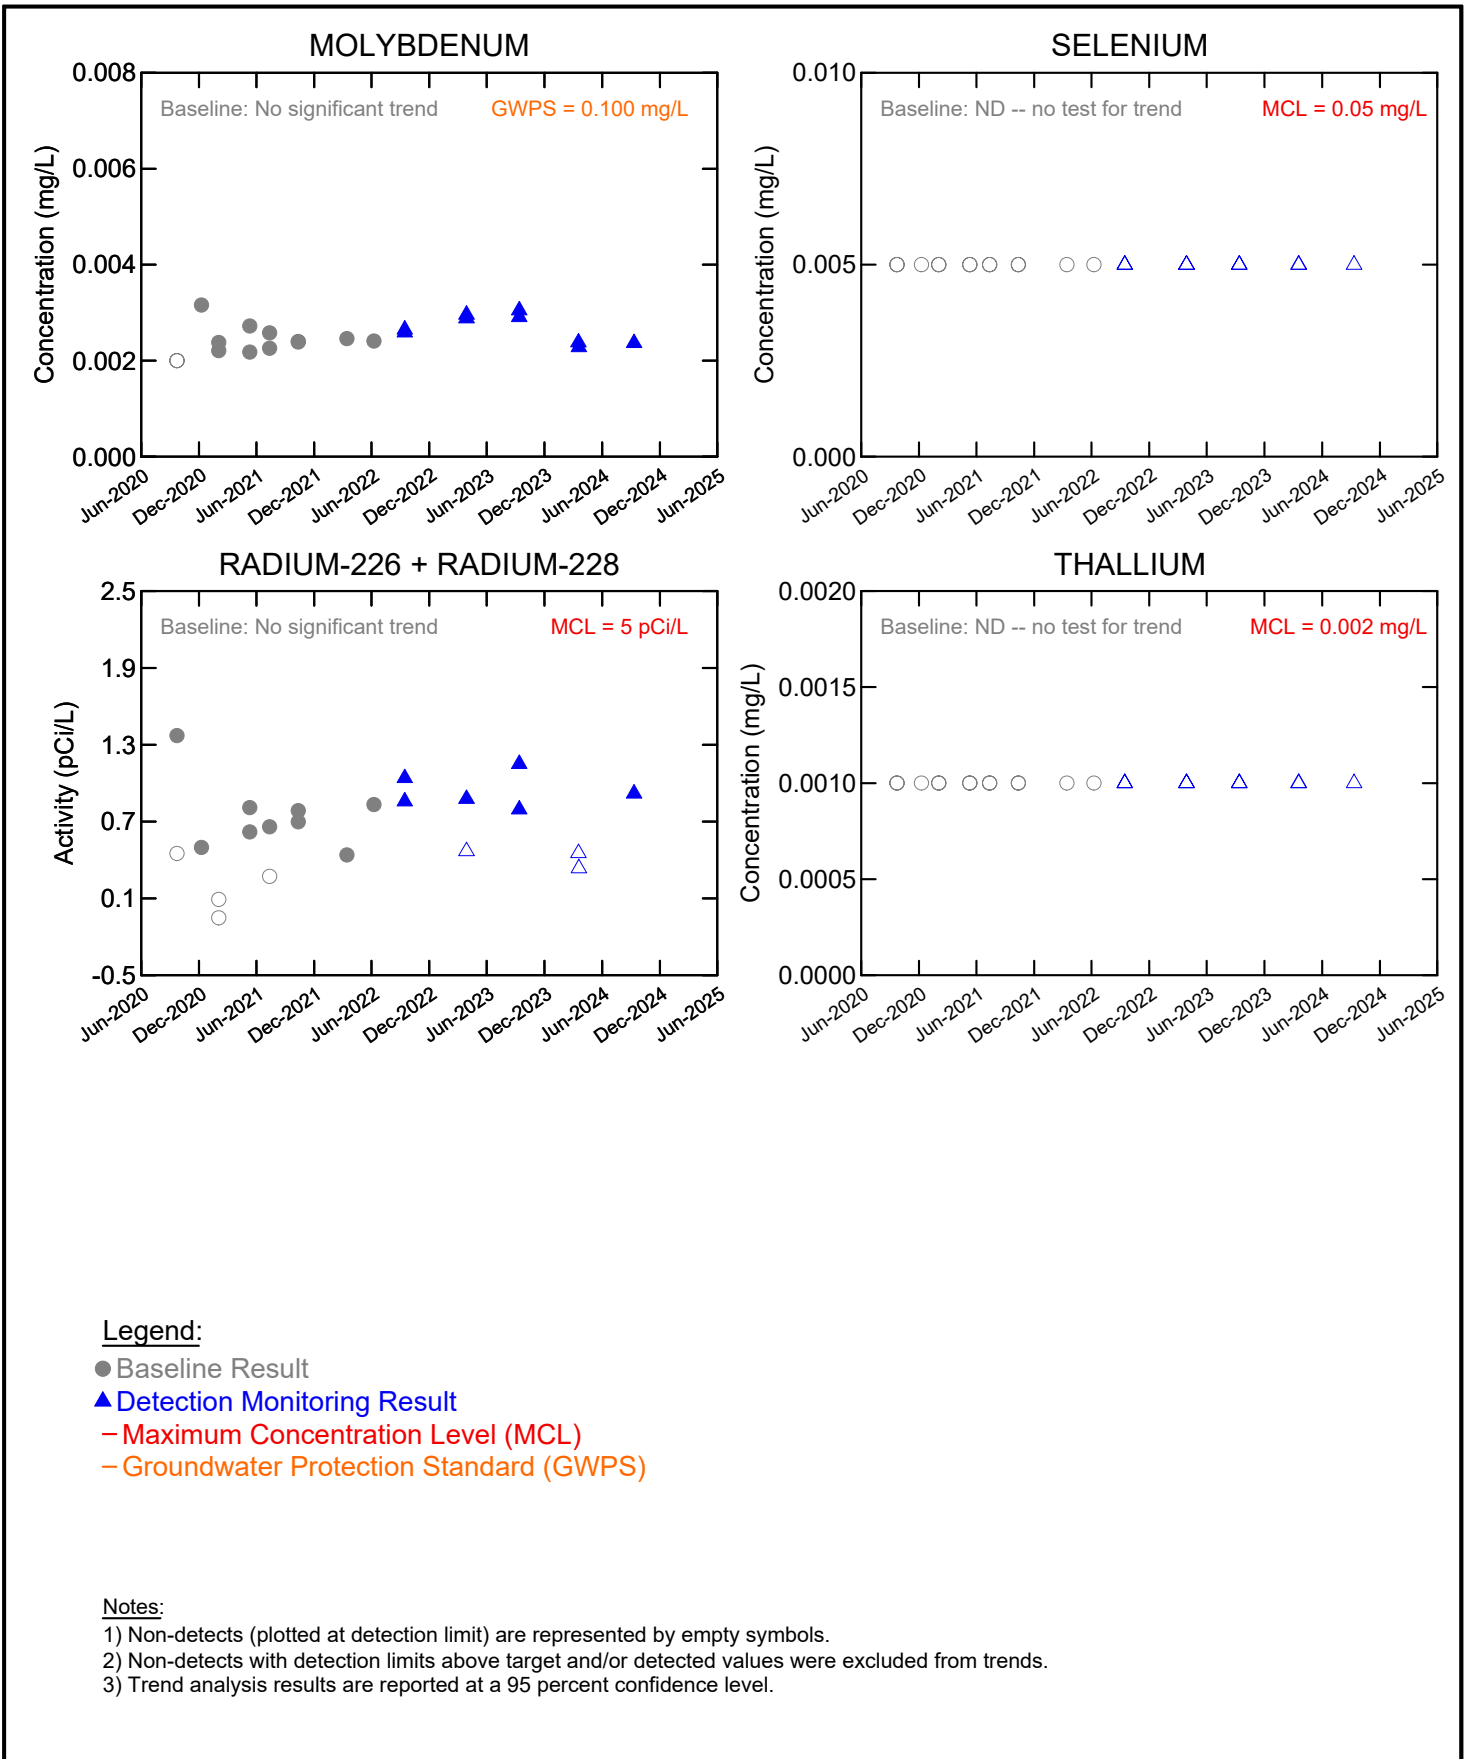 MOLYBDENUM
0.008
0.006
0.004
0.002
0.000
Concentration (mg/L)
Baseline: No significant trend
GWPS = 0.100 mg/L
Jun-2020
Dec-2020
Jun-2021
Dec-2021
Jun-2022
Dec-2022
Jun-2023
Dec-2023
Jun-2024
Dec-2024
Jun-2025
SELENIUM
0.010
0.005
0.000
Concentration (mg/L)
Baseline: ND -- no test for trend
MCL = 0.05 mg/L
Jun-2020
Dec-2020
Jun-2021
Dec-2021
Jun-2022
Dec-2022
Jun-2023
Dec-2023
Jun-2024
Dec-2024
Jun-2025
RADIUM-226 + RADIUM-228
2.5
1.9
1.3
0.7
0.1
-0.5
Activity (pCi/L)
Baseline: No significant trend
MCL = 5 pCi/L
Jun-2020
Dec-2020
Jun-2021
Dec-2021
Jun-2022
Dec-2022
Jun-2023
Dec-2023
Jun-2024
Dec-2024
Jun-2025
THALLIUM
0.0020
0.0015
0.0010
0.0005
0.0000
Concentration (mg/L)
Baseline: ND -- no test for trend
MCL = 0.002 mg/L
Jun-2020
Dec-2020
Jun-2021
Dec-2021
Jun-2022
Dec-2022
Jun-2023
Dec-2023
Jun-2024
Dec-2024
Jun-2025
Legend:
Baseline Result
Detection Monitoring Result
Maximum Concentration Level (MCL)
Groundwater Protection Standard (GWPS)
Notes:
1) Non-detects (plotted at detection limit) are represented by empty symbols.
2) Non-detects with detection limits above target and/or detected values were excluded from trends.
3) Trend analysis results are reported at a 95 percent confidence level.